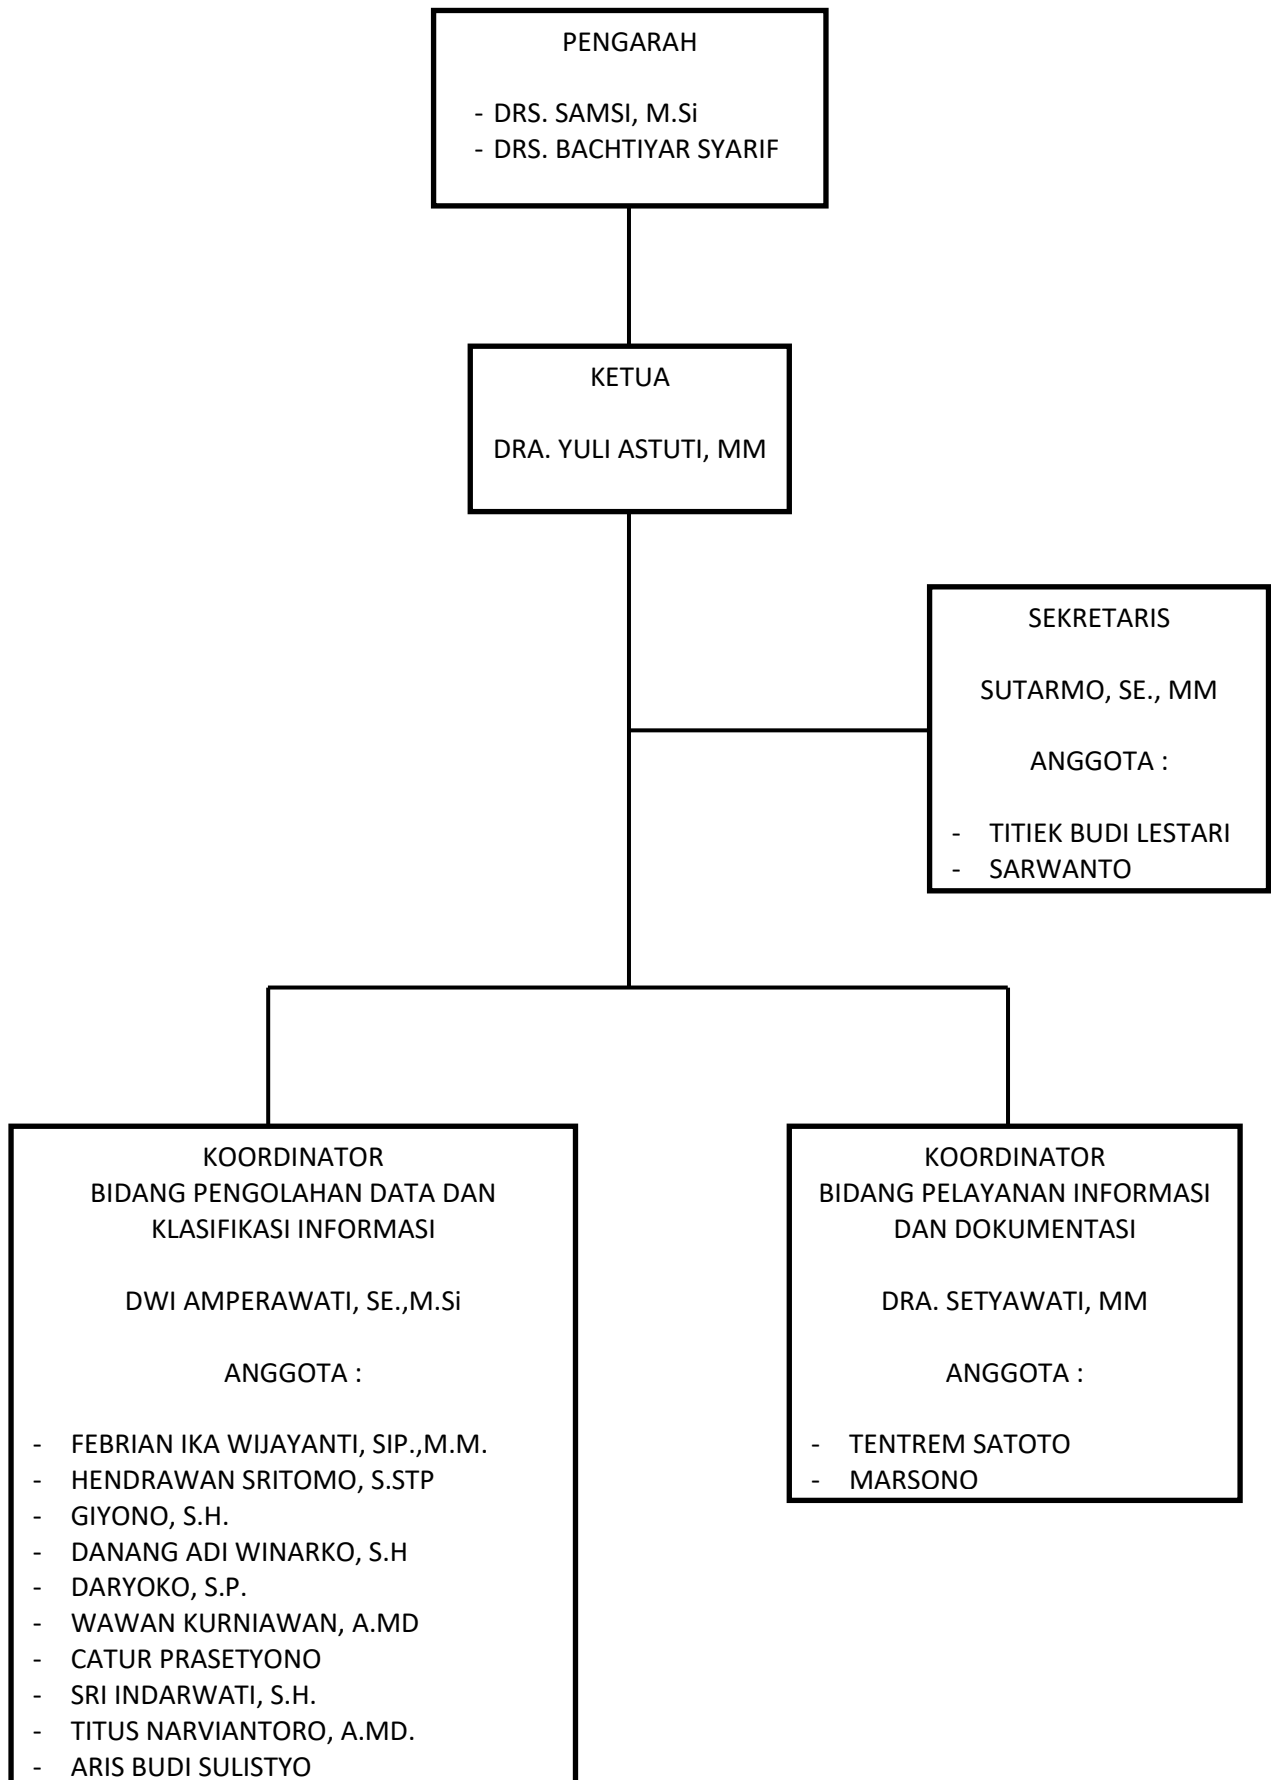 PENGARAH
- DRS. SAMSI, M.Si
- DRS. BACHTIYAR SYARIF
KETUA
DRA. YULI ASTUTI, MM
SEKRETARIS
SUTARMO, SE., MM
ANGGOTA :
- TITIEK BUDI LESTARI
- SARWANTO
KOORDINATOR
BIDANG PENGOLAHAN DATA DAN
KLASIFIKASI INFORMASI
DWI AMPERAWATI, SE.,M.Si
ANGGOTA :
- FEBRIAN IKA WIJAYANTI, SIP.,M.M.
- HENDRAWAN SRITOMO, S.STP
- GIYONO, S.H.
- DANANG ADI WINARKO, S.H
- DARYOKO, S.P.
- WAWAN KURNIAWAN, A.MD
- CATUR PRASETYONO
- SRI INDARWATI, S.H.
- TITUS NARVIANTORO, A.MD.
- ARIS BUDI SULISTYO
KOORDINATOR
BIDANG PELAYANAN INFORMASI
DAN DOKUMENTASI
DRA. SETYAWATI, MM
ANGGOTA :
- TENTREM SATOTO
- MARSONO